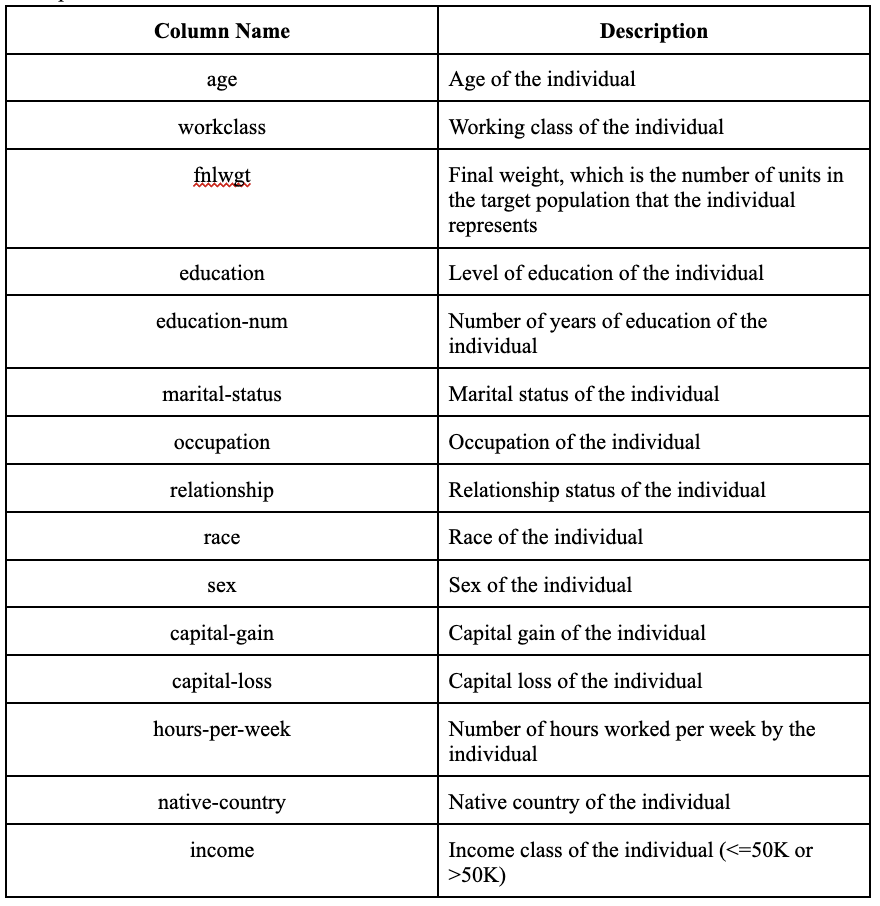 Column Name Description
age Age of the individual
workclass Working class of the individual
fnlwgt Final weight, which is the number of units in
the target population that the individual
represents
education Level of education of the individual
education-num Number of years of education of the
individual
marital-status Marital status of the individual
occupation Occupation of the individual
relationship Relationship status of the individual
race Race of the individual
sex Sex of the individual
capital-gain Capital gain of the individual
capital-loss Capital loss of the individual
hours-per-week Number of hours worked per week by the
individual
native-country Native country of the individual
income Income class of the individual (<=50K or
>50K)